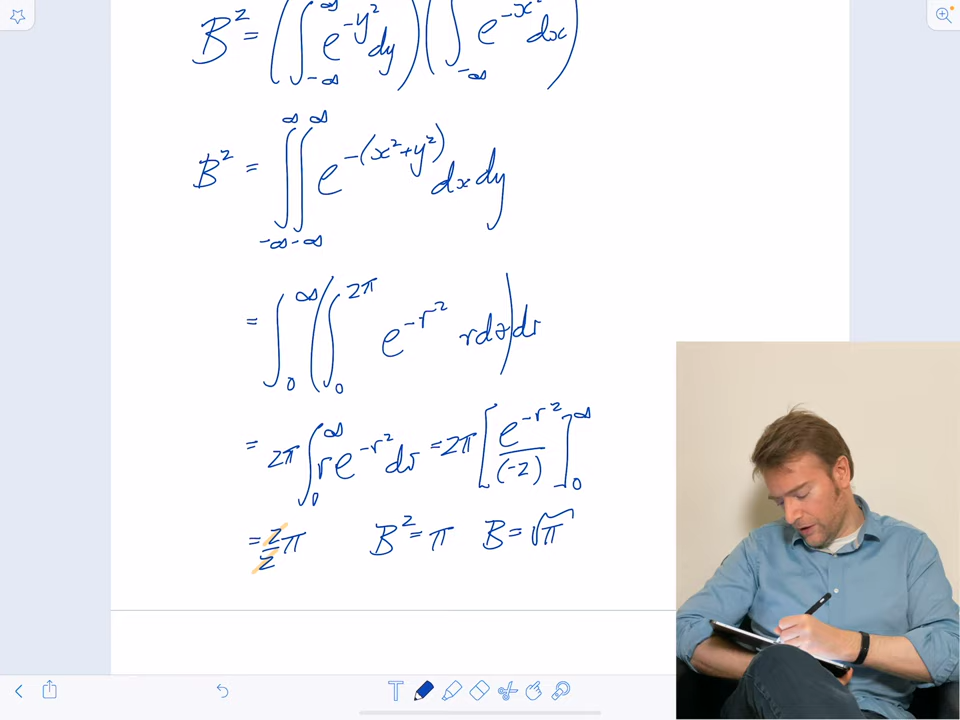 B² = (∫_{-∞}^{∞} e^{-y²} dy)(∫_{-∞} e^{-x²} dx)
B² = ∫_{-∞}^{∞} ∫_{-∞}^{∞} e^{-(x²+y²)} dx dy
= ∫_0^∞ (∫_0^{2π} e^{-r²} r dθ) dr
= 2π ∫_0^∞ r e^{-r²} dr = 2π [e^{-r²}/(-2)]_0^∞
= 2/2 π B² = π B = √π
T